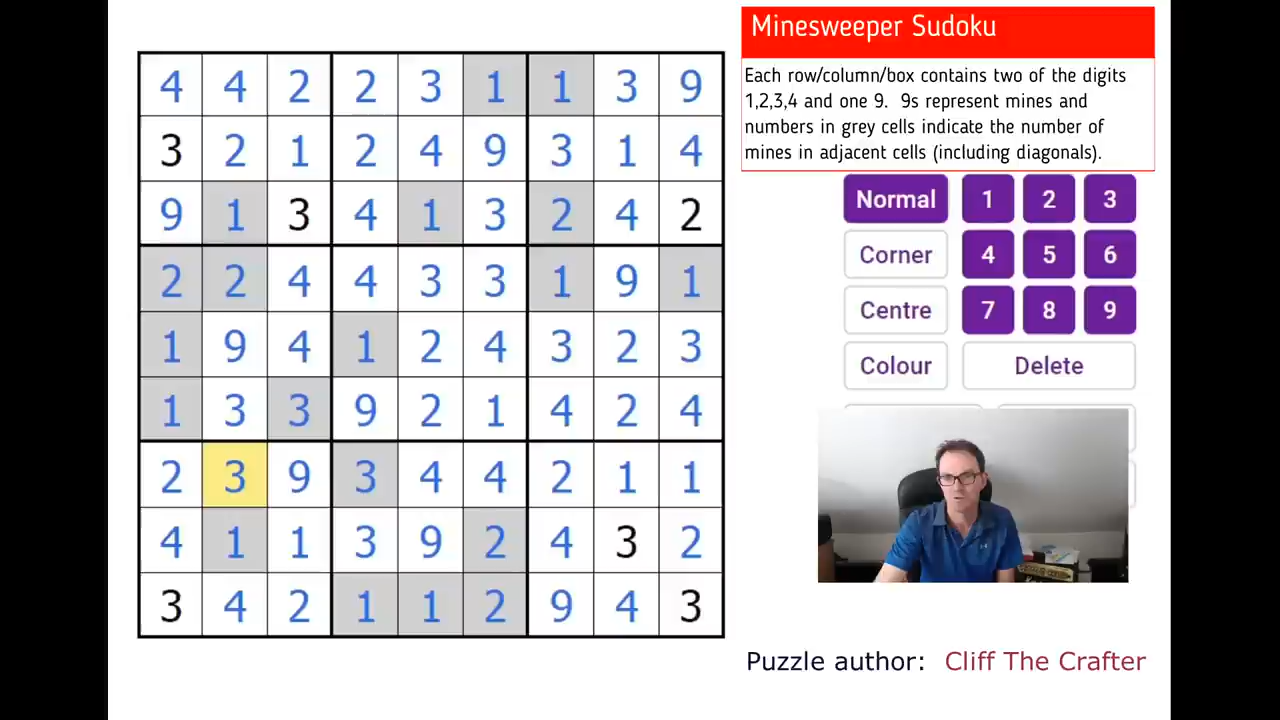 Minesweeper Sudoku
Each row/column/box contains two of the digits
1,2,3,4 and one 9.  9s represent mines and
numbers in grey cells indicate the number of
mines in adjacent cells (including diagonals).
4 4 2 2 3 1 1 3 9
3 2 1 2 4 9 3 1 4
9 1 3 4 1 3 2 4 2
2 2 4 4 3 3 1 9 1
1 9 4 1 2 4 3 2 3
1 3 3 9 2 1 4 2 4
2 3 9 3 4 4 2 1 1
4 1 1 3 9 2 4 3 2
3 4 2 1 1 2 9 4 3
Normal 1 2 3
Corner 4 5 6
Centre 7 8 9
Colour Delete
Puzzle author: Cliff The Crafter